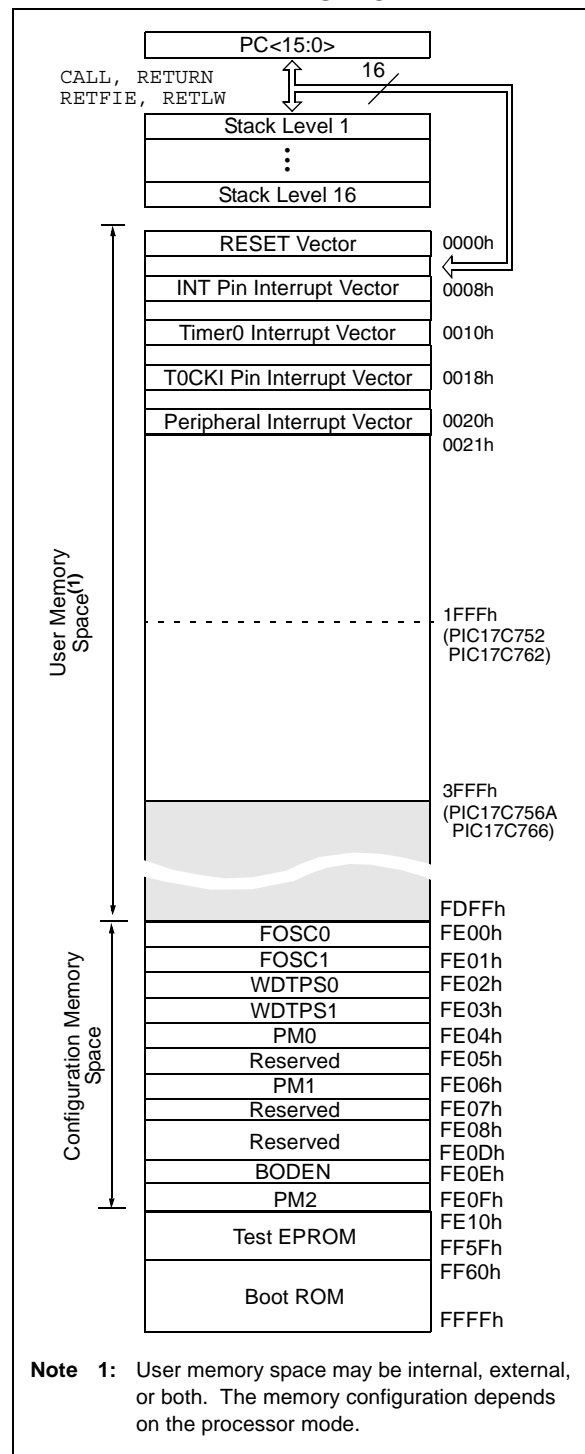 PC<15:0>
CALL, RETURN
RETFIE, RETLW
16
Stack Level 1
Stack Level 16
RESET Vector 0000h
INT Pin Interrupt Vector 0008h
Timer0 Interrupt Vector 0010h
T0CKI Pin Interrupt Vector 0018h
Peripheral Interrupt Vector 0020h
0021h
User Memory
Space(1)
1FFFh
(PIC17C752
PIC17C762)
3FFFh
(PIC17C756A
PIC17C766)
FDFFh
Configuration Memory
Space
FOSC0 FE00h
FOSC1 FE01h
WDTPS0 FE02h
WDTPS1 FE03h
PM0 FE04h
Reserved FE05h
PM1 FE06h
Reserved FE07h
FE08h
Reserved
FE0Dh
BODEN FE0Eh
PM2 FE0Fh
FE10h
Test EPROM
FF5Fh
FF60h
Boot ROM
FFFFh
Note 1: User memory space may be internal, external,
or both. The memory configuration depends
on the processor mode.